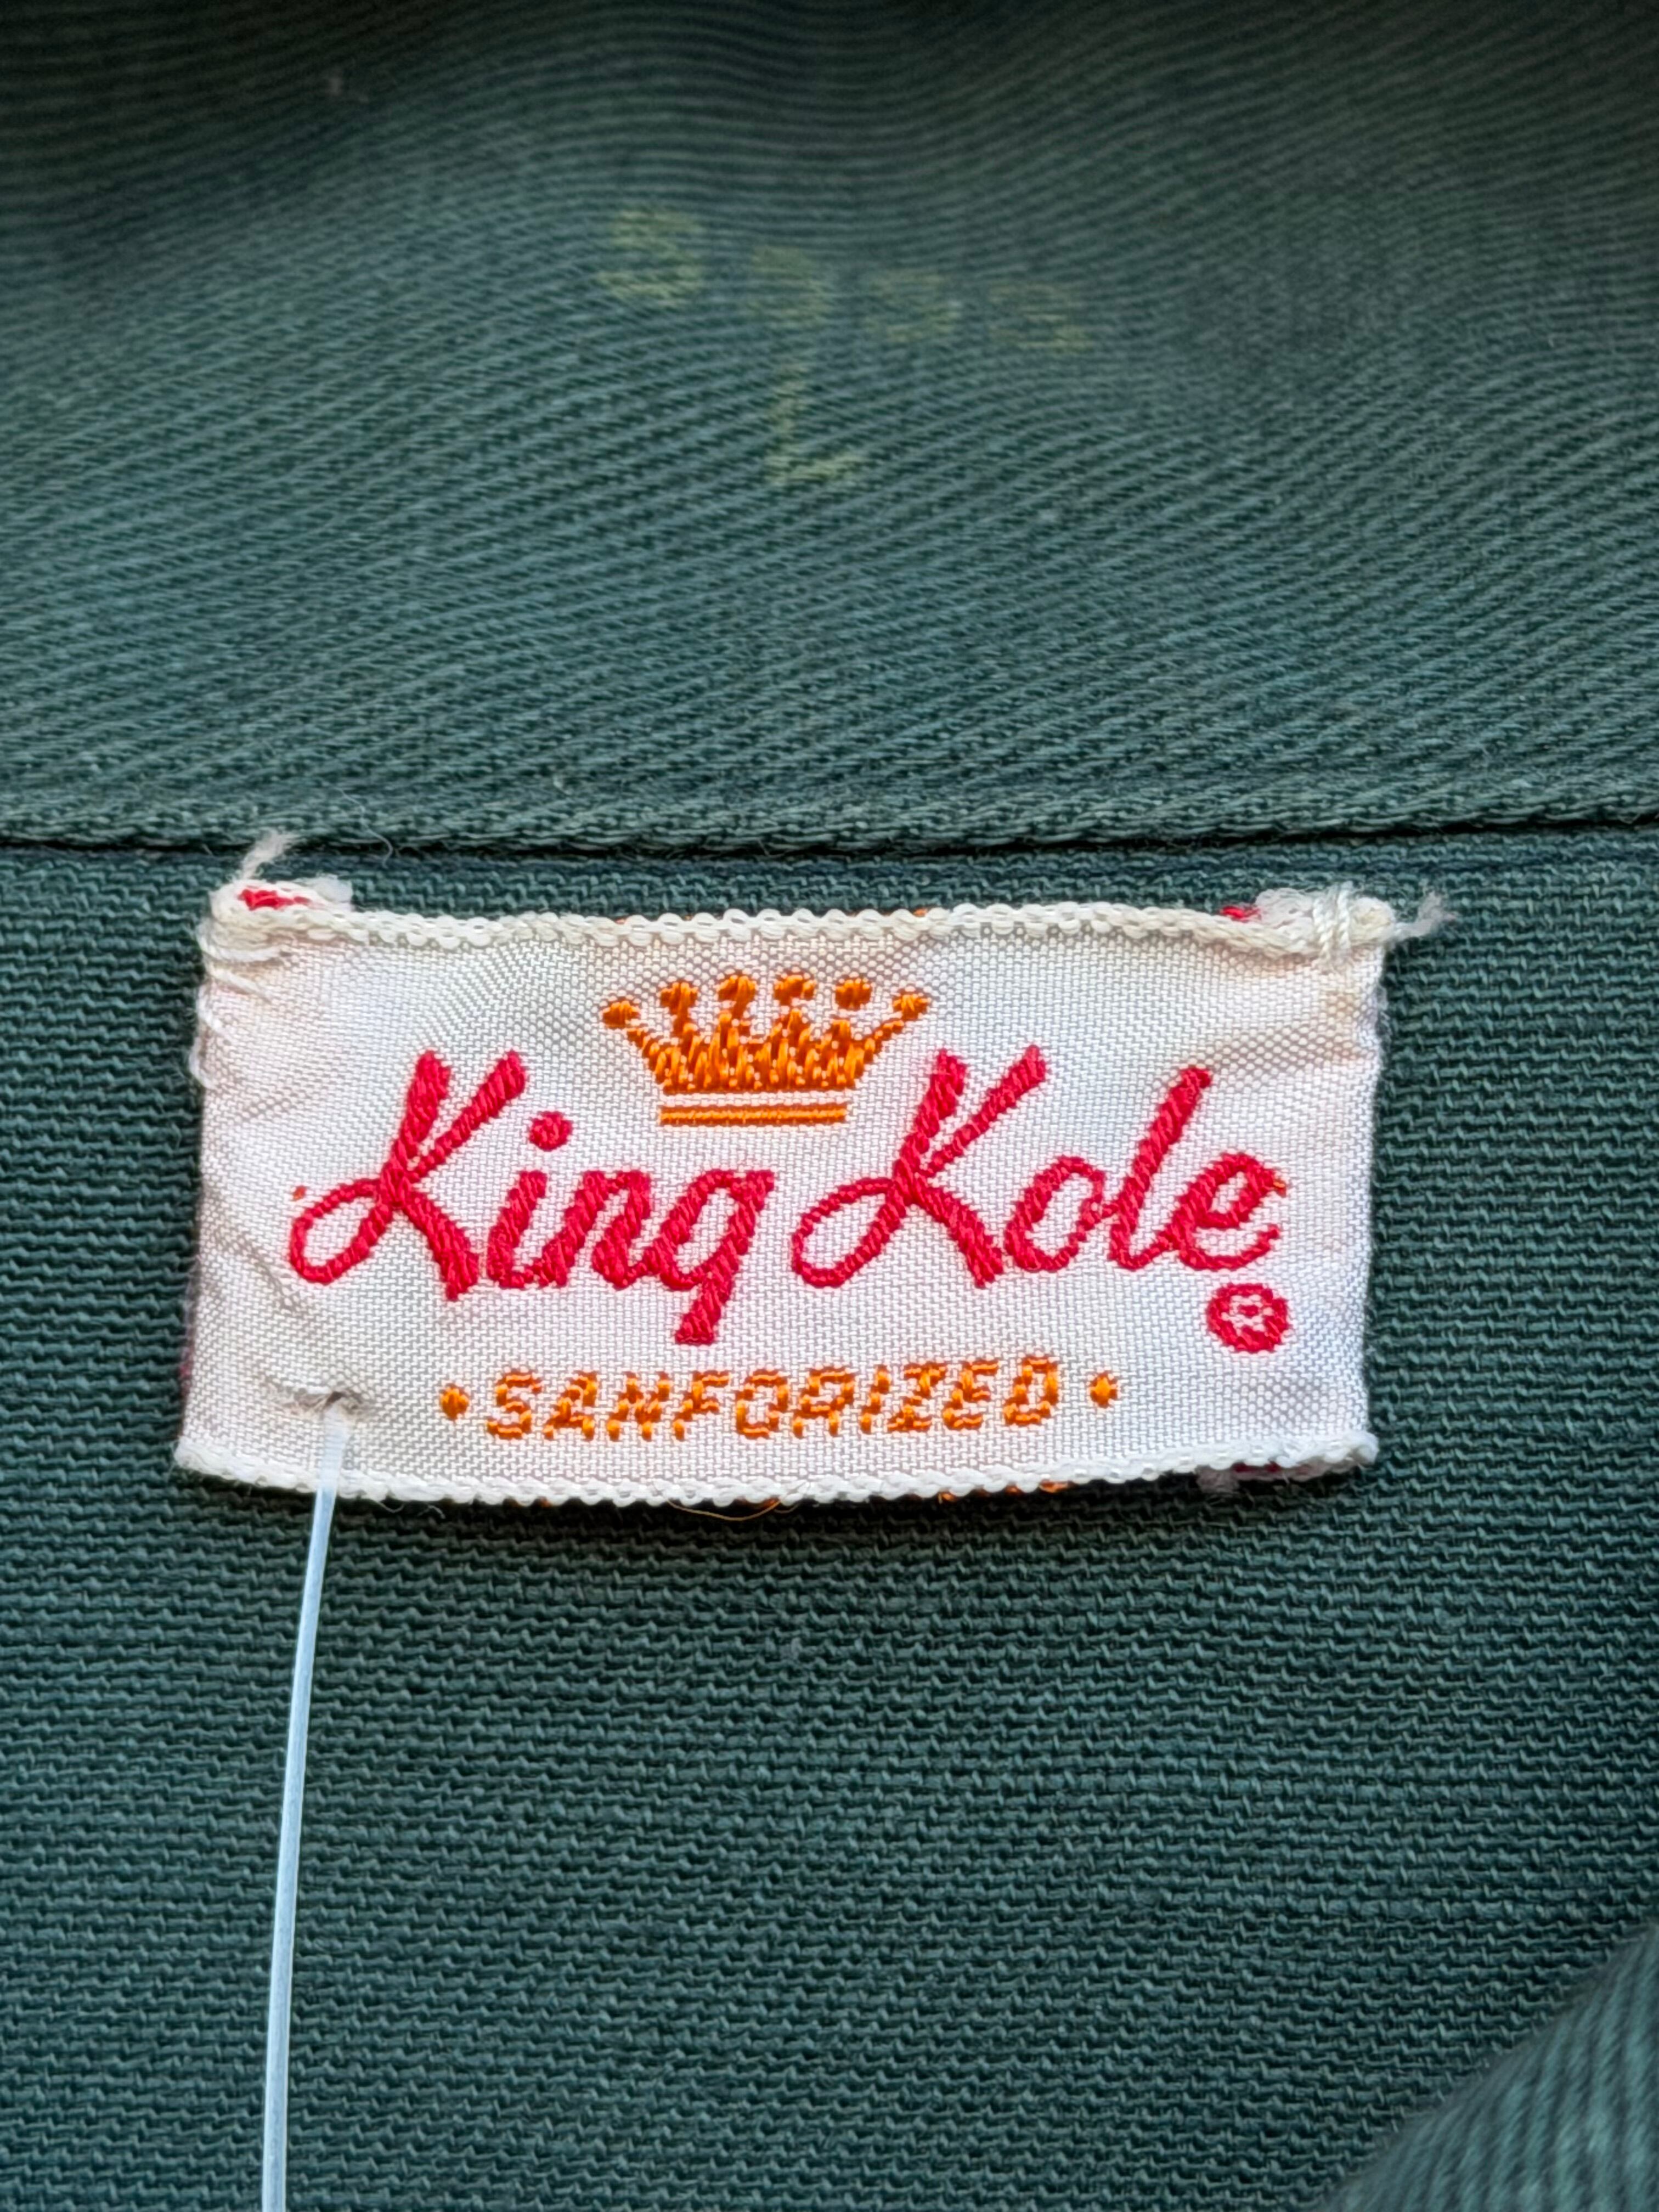 L
King Kole
®
• SANFORIZED •